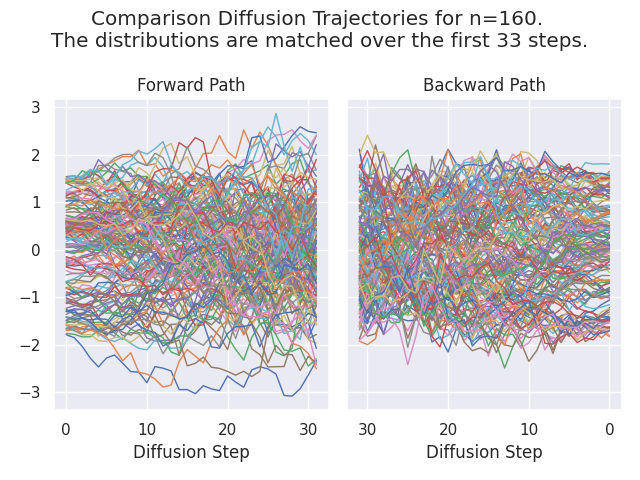 Comparison Diffusion Trajectories for n=160.
The distributions are matched over the first 33 steps.
Forward Path
Backward Path
3
2
1
0
−1
−2
−3
0 10 20 30
30 20 10 0
Diffusion Step
Diffusion Step